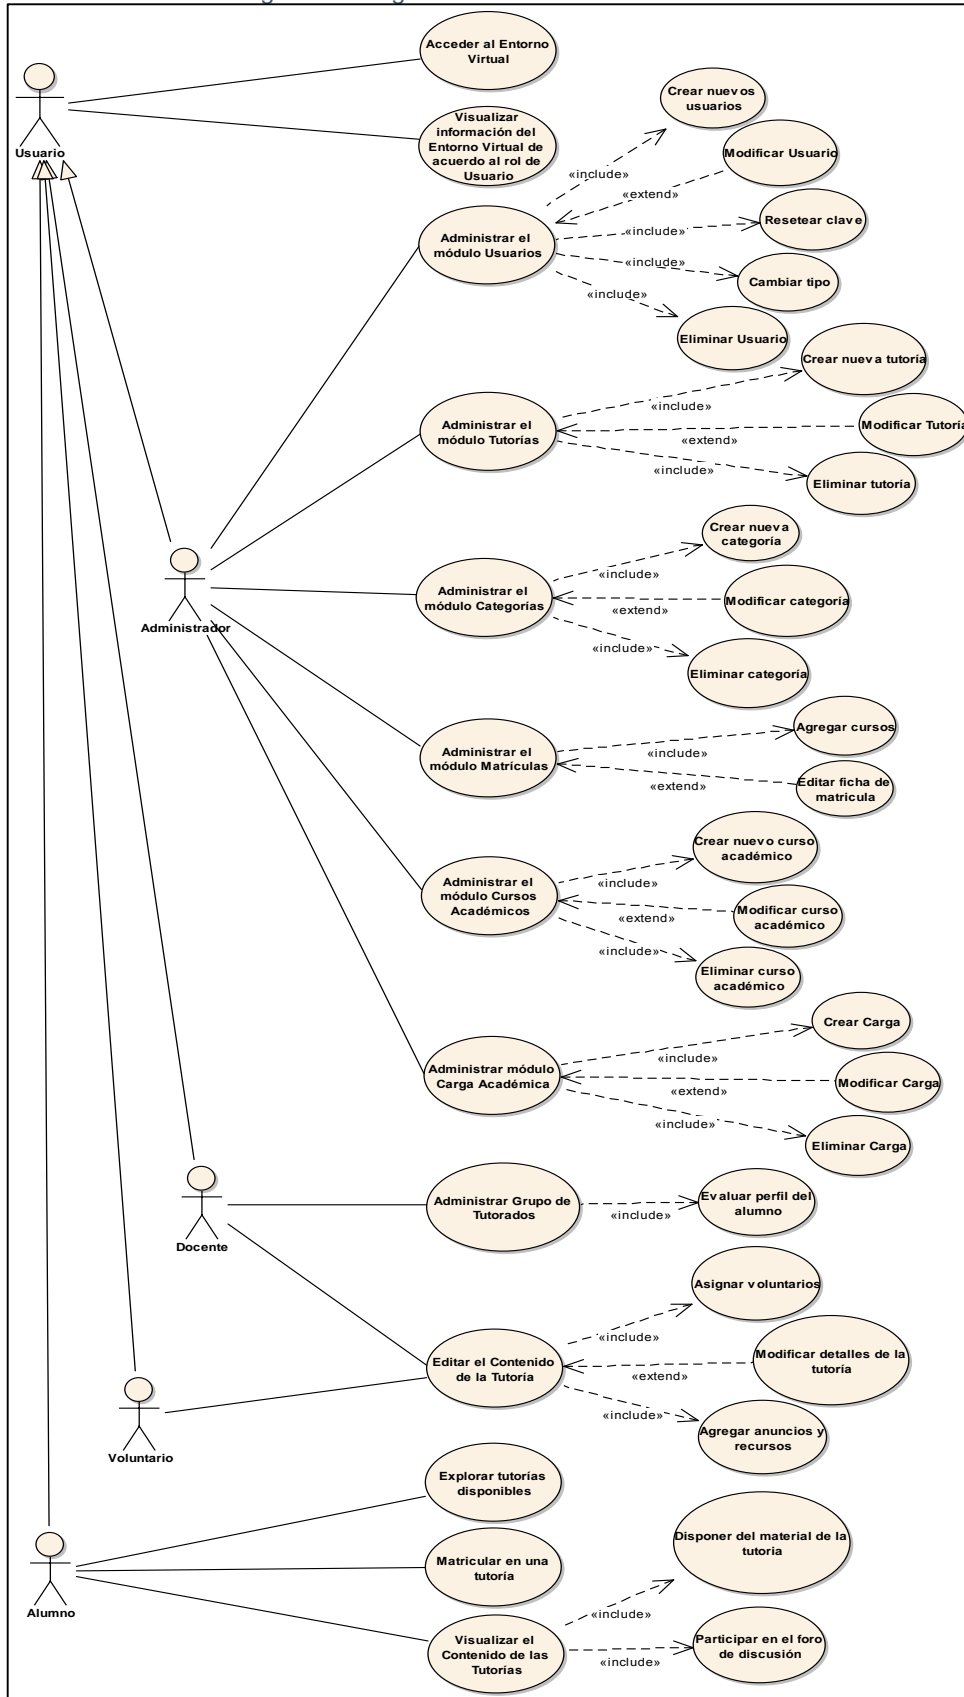 Acceder al Entorno
Virtual
Usuario
Visualizar
información del
Entorno Virtual de
acuerdo al rol de
Usuario
Crear nuevos
usuarios
«include»
Modificar Usuario
«extend»
Administrar el
módulo Usuarios
Resetear clave
«include»
«include»
Cambiar tipo
«include»
Eliminar Usuario
Crear nueva tutoría
«include»
Administrar el
módulo Tutorías
Modificar Tutoría
«extend»
«include»
Eliminar tutoría
Crear nueva
categoría
«include»
Administrar el
módulo Categorías
Modificar categoría
«extend»
«include»
Eliminar categoría
Administrador
Agregar cursos
«include»
Administrar el
módulo Matrículas
«extend»
Editar ficha de
matricula
Crear nuevo curso
académico
«include»
Administrar el
módulo Cursos
Académicos
Modificar curso
académico
«extend»
«include»
Eliminar curso
académico
Crear Carga
«include»
Administrar módulo
Carga Académica
Modificar Carga
«extend»
«include»
Eliminar Carga
Docente
Administrar Grupo de
Tutorados
«include»
Evaluar perfil del
alumno
Asignar voluntarios
«include»
Editar el Contenido
de la Tutoría
Modificar detalles de la
tutoría
«extend»
«include»
Agregar anuncios y
recursos
Voluntario
Explorar tutorías
disponibles
Matricular en una
tutoría
Alumno
Disponer del material de la
tutoria
«include»
Visualizar el
Contenido de las
Tutorías
«include»
Participar en el foro
de discusión